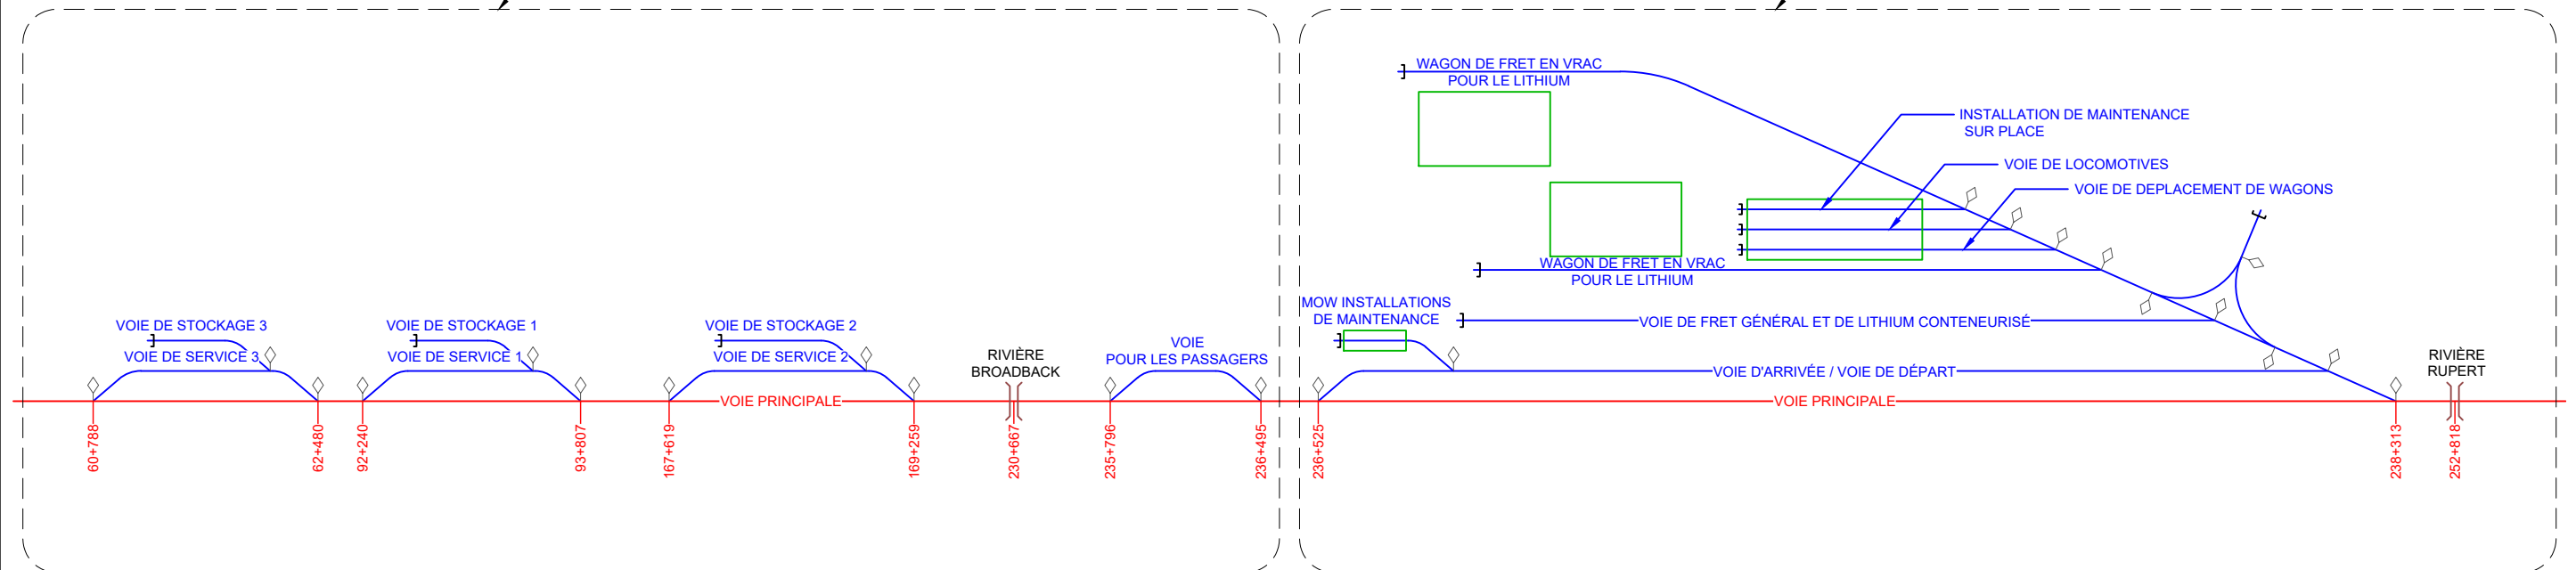 WAGON DE FRET EN VRAC
POUR LE LITHIUM
INSTALLATION DE MAINTENANCE
SUR PLACE
VOIE DE LOCOMOTIVES
VOIE DE DEPLACEMENT DE WAGONS
WAGON DE FRET EN VRAC
POUR LE LITHIUM
MOW INSTALLATIONS
DE MAINTENANCE
VOIE DE FRET GÉNÉRAL ET DE LITHIUM CONTENEURISÉ
VOIE DE STOCKAGE 3
VOIE DE STOCKAGE 1
VOIE DE STOCKAGE 2
VOIE DE SERVICE 3
VOIE DE SERVICE 1
VOIE DE SERVICE 2
RIVIÈRE
BROADBACK
VOIE
POUR LES PASSAGERS
VOIE D'ARRIVÉE / VOIE DE DÉPART
RIVIÈRE
RUPERT
VOIE PRINCIPALE
VOIE PRINCIPALE
60+788
62+480
92+240
93+807
167+619
169+259
230+667
235+796
236+495
236+525
238+313
252+818